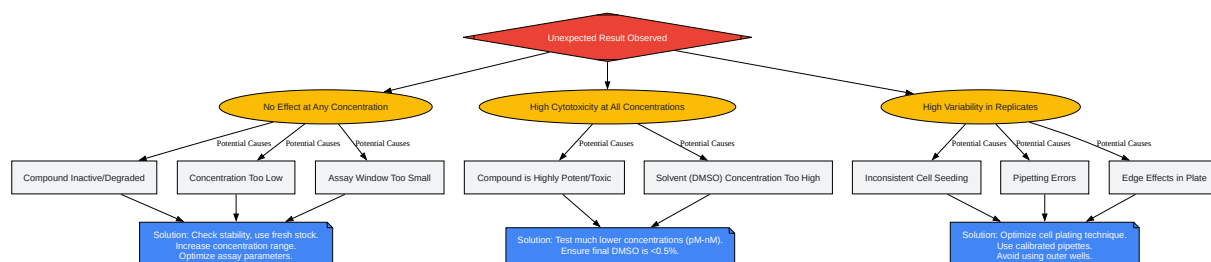 Unexpected Result Observed
No Effect at Any Concentration
High Cytotoxicity at All Concentrations
High Variability in Replicates
Potential Causes
Potential Causes
Potential Causes
Potential Causes
Potential Causes
Potential Causes
Potential Causes
Potential Causes
Compound Inactive/Degraded
Concentration Too Low
Assay Window Too Small
Compound is Highly Potent/Toxic
Solvent (DMSO) Concentration Too High
Inconsistent Cell Seeding
Pipetting Errors
Edge Effects in Plate
Solution: Check stability, use fresh stock.
Increase concentration range.
Optimize assay parameters.
Solution: Test much lower concentrations (pM-nM).
Ensure final DMSO is <0.5%.
Solution: Optimize cell plating technique.
Use calibrated pipettes.
Avoid using outer wells.